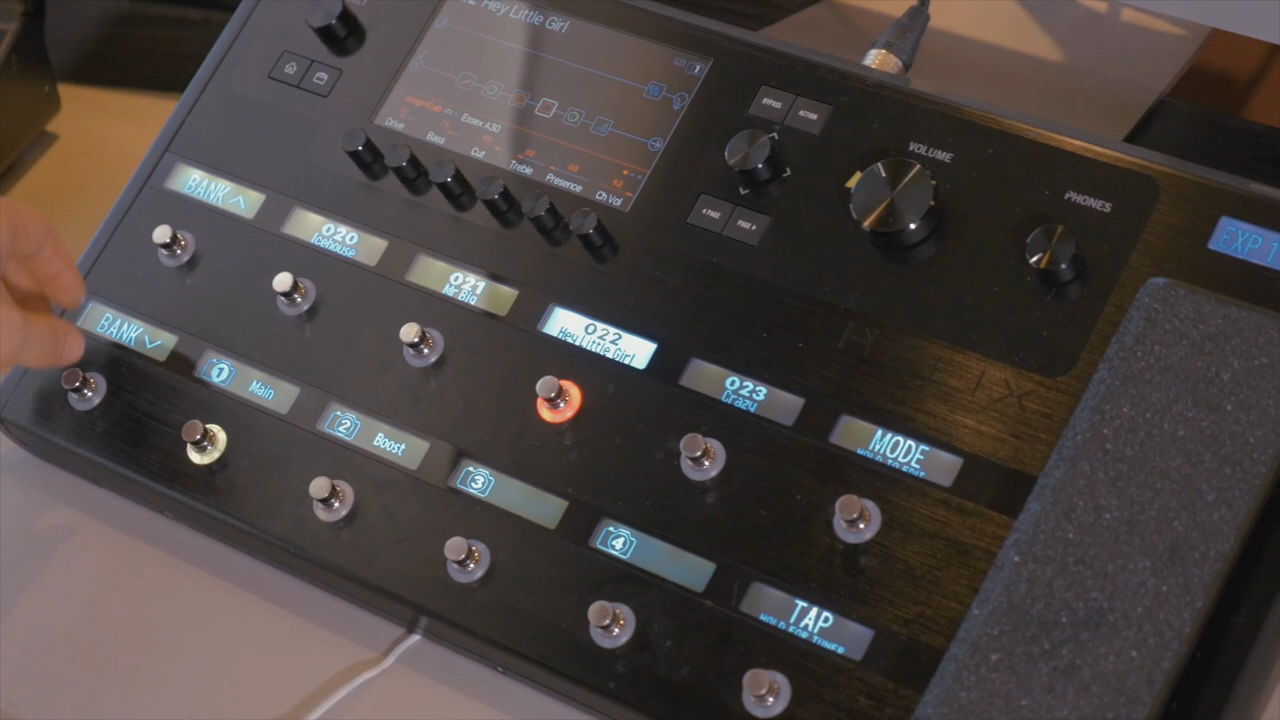 Hey Little Girl
1
Amp+Cab
Essex A30
Drive
Bass
Cut
Treble
Presence
Ch Vol
BYPASS
ACTION
VOLUME
PHONES
PAGE
PAGE
EXP 1
BANK
020
Icehouse
021
Mr Big
022
Hey Little Girl
023
Crazy
MODE
HOLD TO EDIT
BANK
1 Main
2 Boost
3
4
TAP
HOLD FOR TUNER